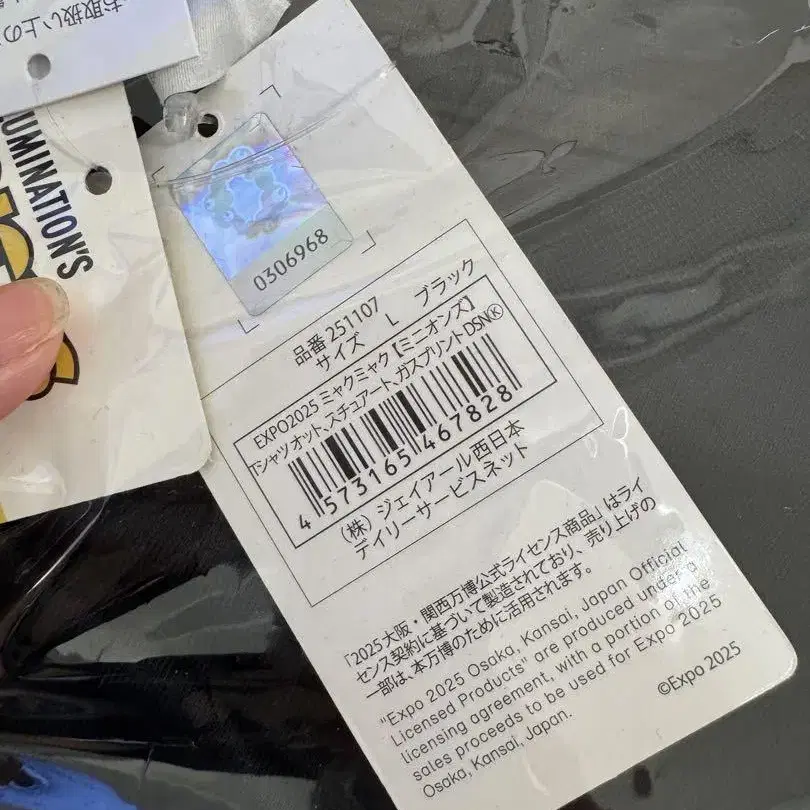 お取扱い上の
UMINATION'S
0306968
品番 251107
サイズ L ブラック
EXPO2025 ミャクミャク【ミニオンズ】
Tシャツ オット、スチュアート、ガスプリント DSNⓀ
4 573165 467828
(株) ジェイアール西日本
デイリーサービスネット
「2025大阪・関西万博公式ライセンス商品」はライ
センス契約に基づいて製造されており、売り上げの
一部は、本万博のために活用されます。
"Expo 2025 Osaka, Kansai, Japan Official
Licensed Products" are produced under a
licensing agreement, with a portion of the
sales proceeds to be used for Expo 2025
Osaka, Kansai, Japan.
©Expo 2025